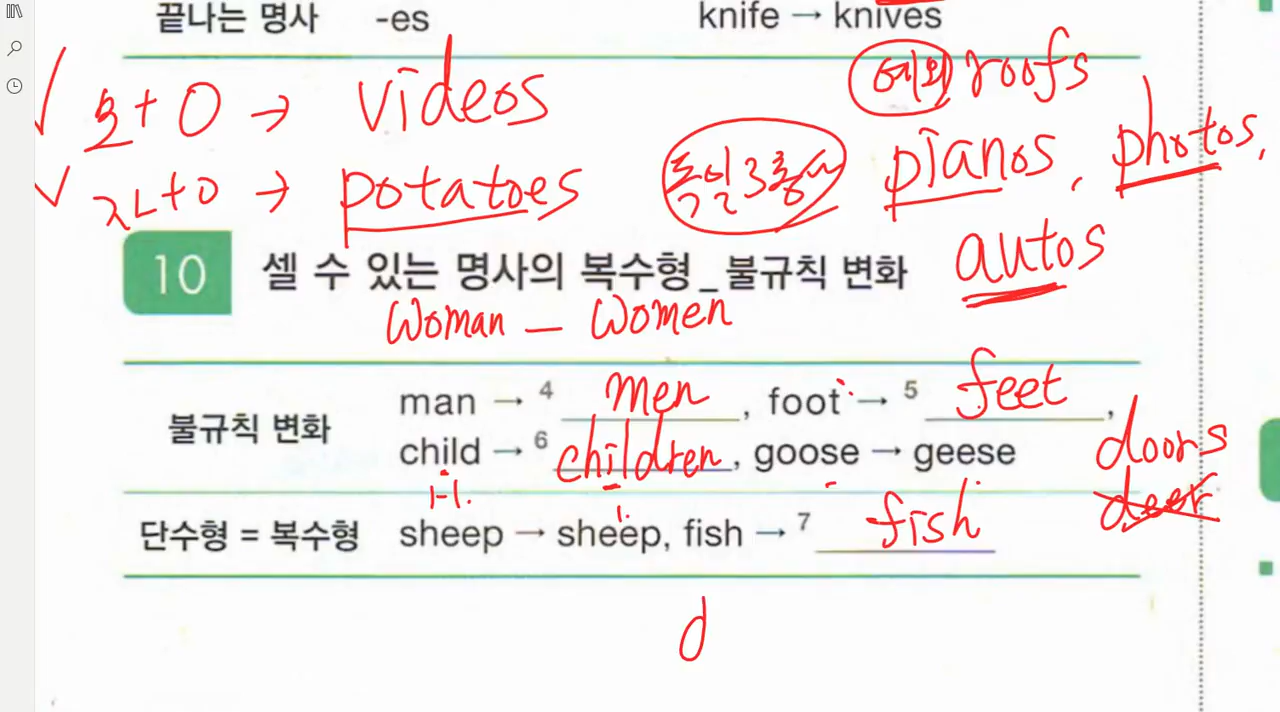 끝나는 명사 -es knife → knives
예외 roofs
모+o → videos
자+o → potatoes 특일3총사 pianos, photos,
autos
10 셀 수 있는 명사의 복수형_불규칙 변화
woman - women
불규칙 변화 man → 4 men, foot → 5 feet,
child → 6 children, goose → geese
doors
deer
단수형 = 복수형 sheep → sheep, fish → 7 fish
d